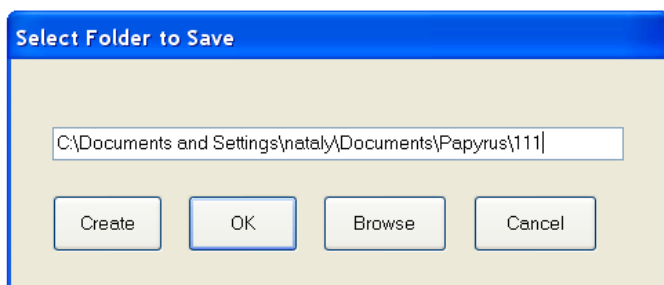 Select Folder to Save
C:\Documents and Settings\nataly\Documents\Papyrus\111
Create OK Browse Cancel